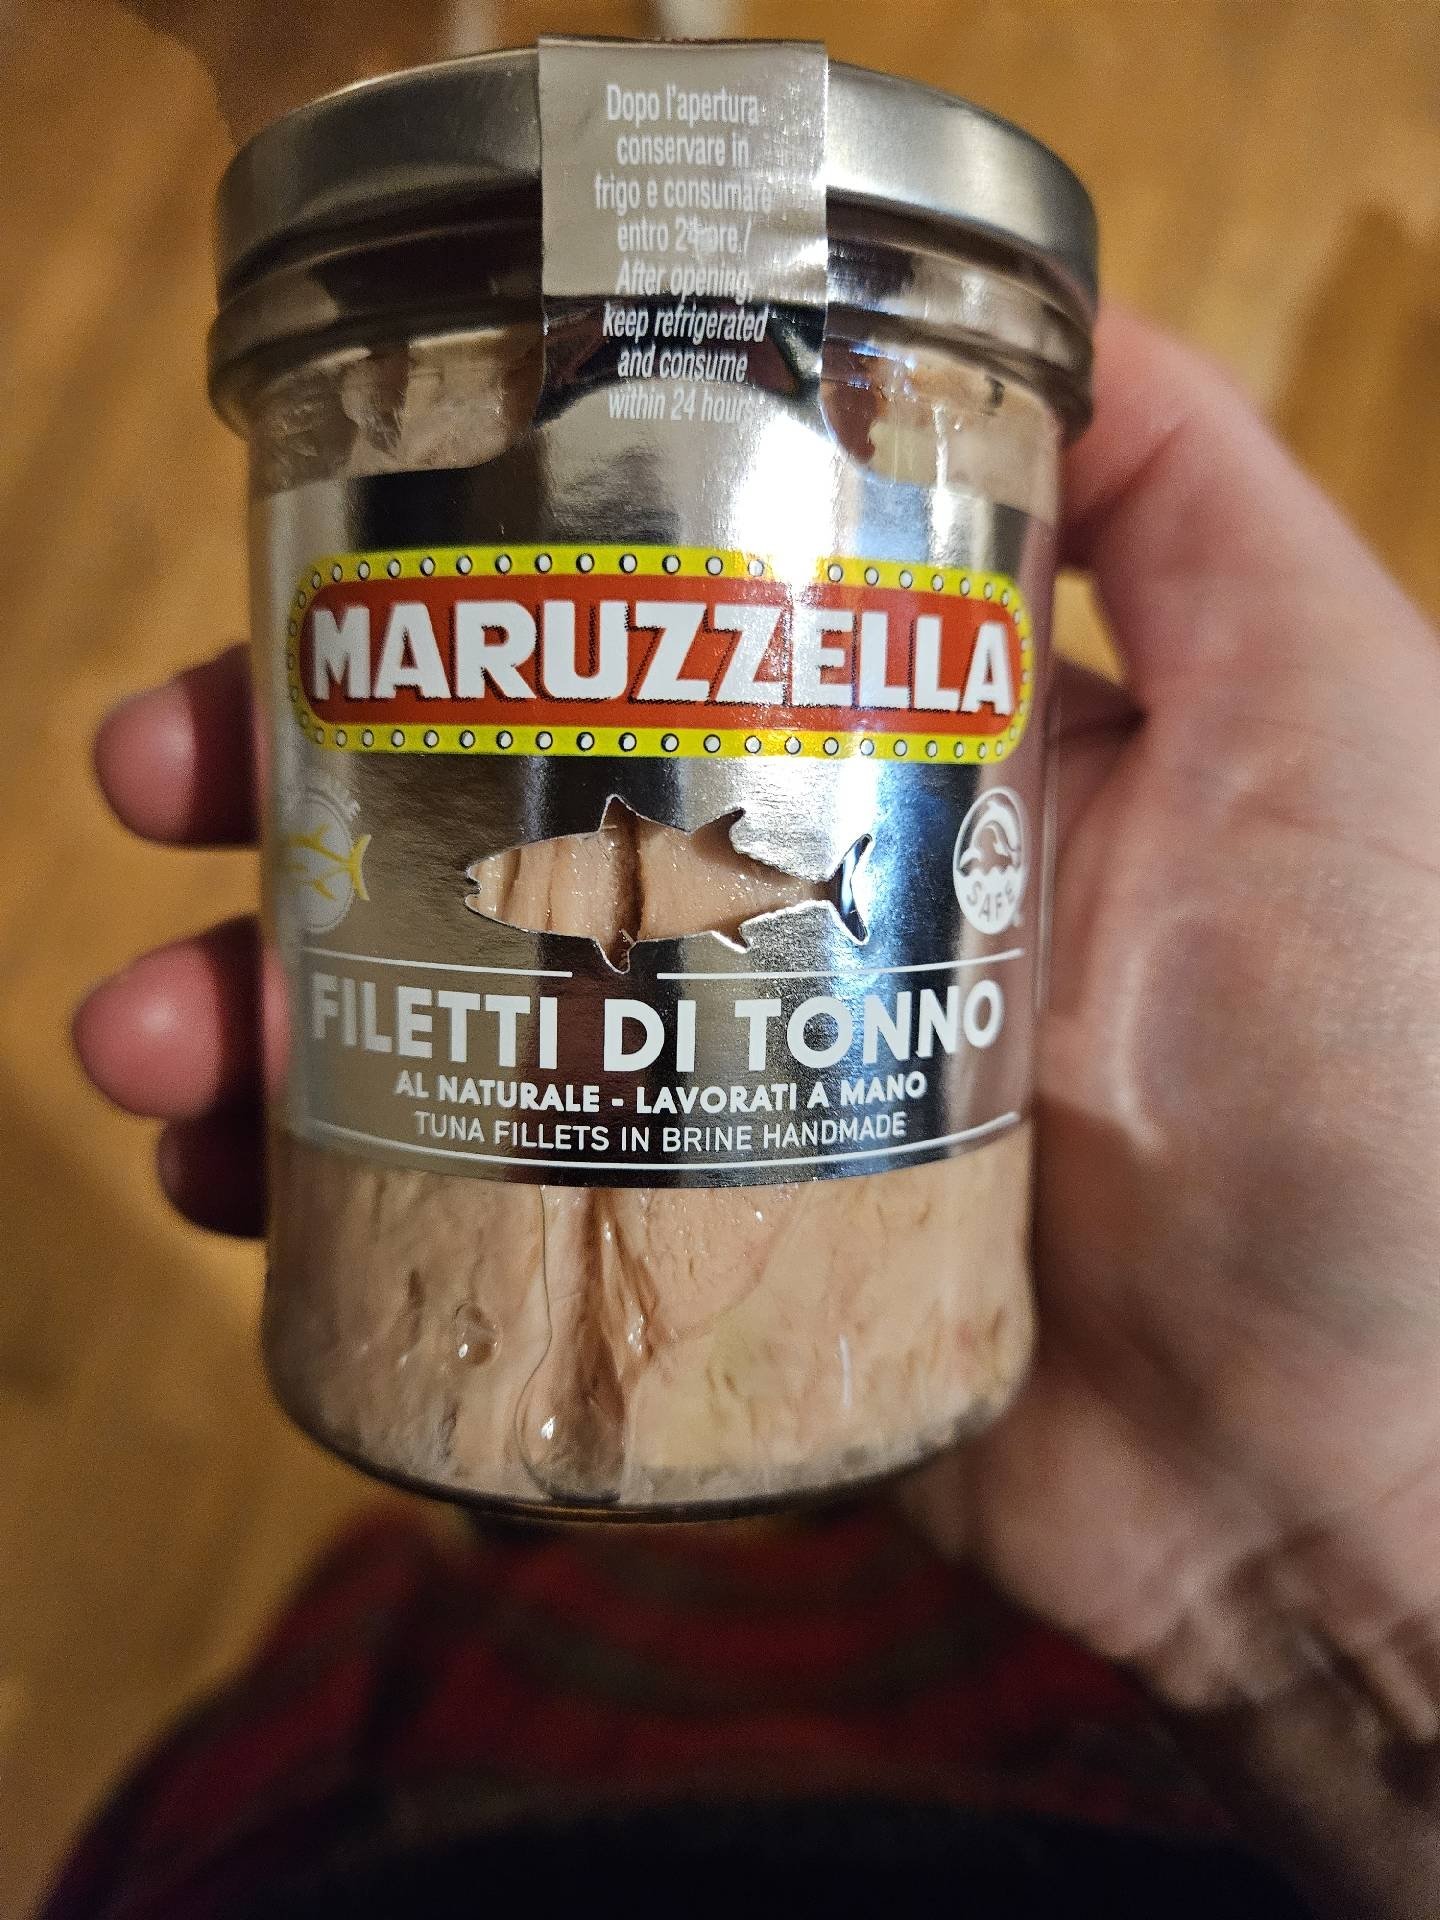 Dopo l'apertura
conservare in
frigo e consumare
entro 24 ore./
After opening,
keep refrigerated
and consume
within 24 hours
MARUZZELLA
SAFE
FILETTI DI TONNO
AL NATURALE - LAVORATI A MANO
TUNA FILLETS IN BRINE HANDMADE